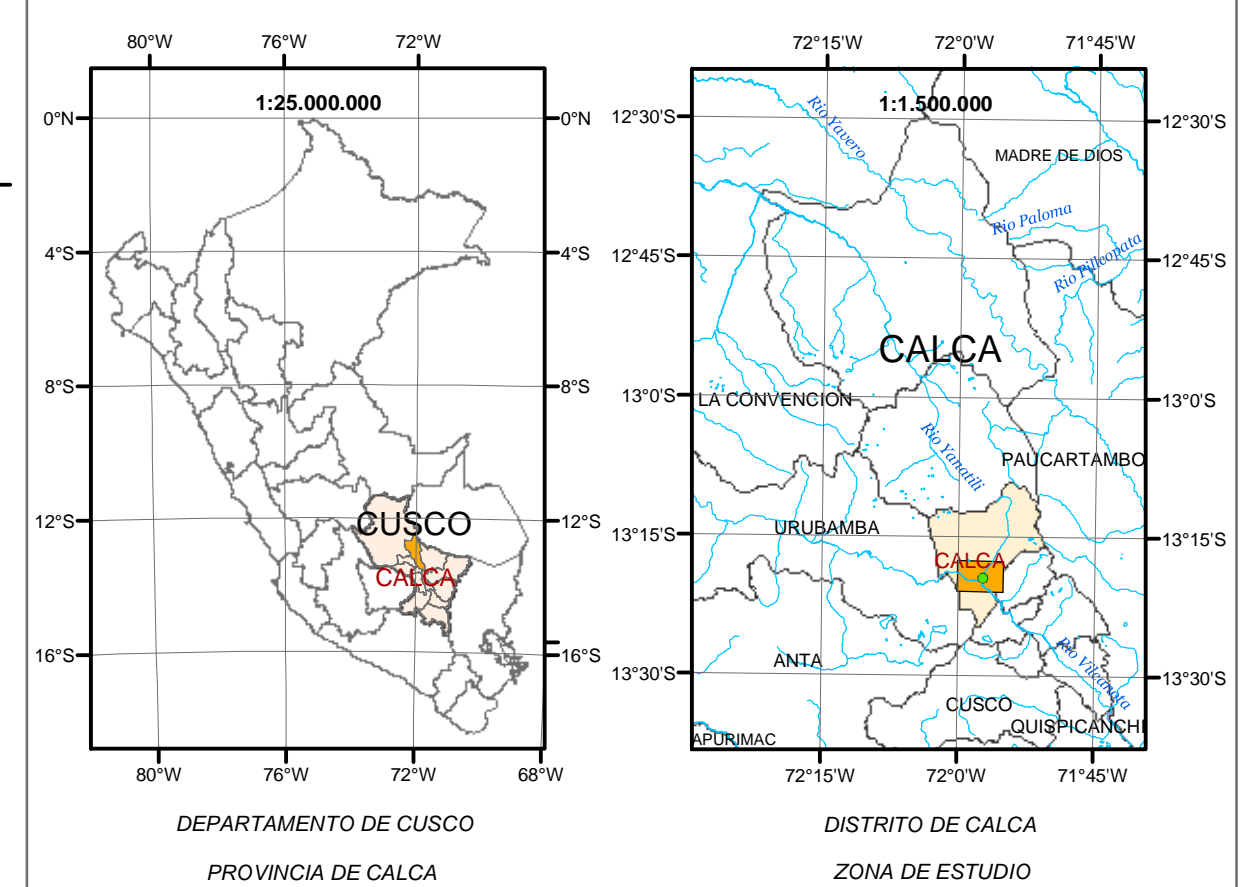 80°W 76°W 72°W
1:25.000.000
0°N 0°N
4°S 4°S
8°S 8°S
12°S 12°S
CUSCO
CALCA
16°S 16°S
80°W 76°W 72°W 68°W
DEPARTAMENTO DE CUSCO
PROVINCIA DE CALCA
72°15'W 72°0'W 71°45'W
1:1.500.000
12°30'S 12°30'S
Rio Yavero
MADRE DE DIOS
Rio Paloma
Rio Pillcopata
12°45'S 12°45'S
CALCA
13°0'S 13°0'S
LA CONVENCION
Rio Yanatili
PAUCARTAMBO
URUBAMBA
13°15'S 13°15'S
CALCA
Rio Vilcanota
ANTA
13°30'S 13°30'S
CUSCO
QUISPICANCHI
APURIMAC
72°15'W 72°0'W 71°45'W
DISTRITO DE CALCA
ZONA DE ESTUDIO